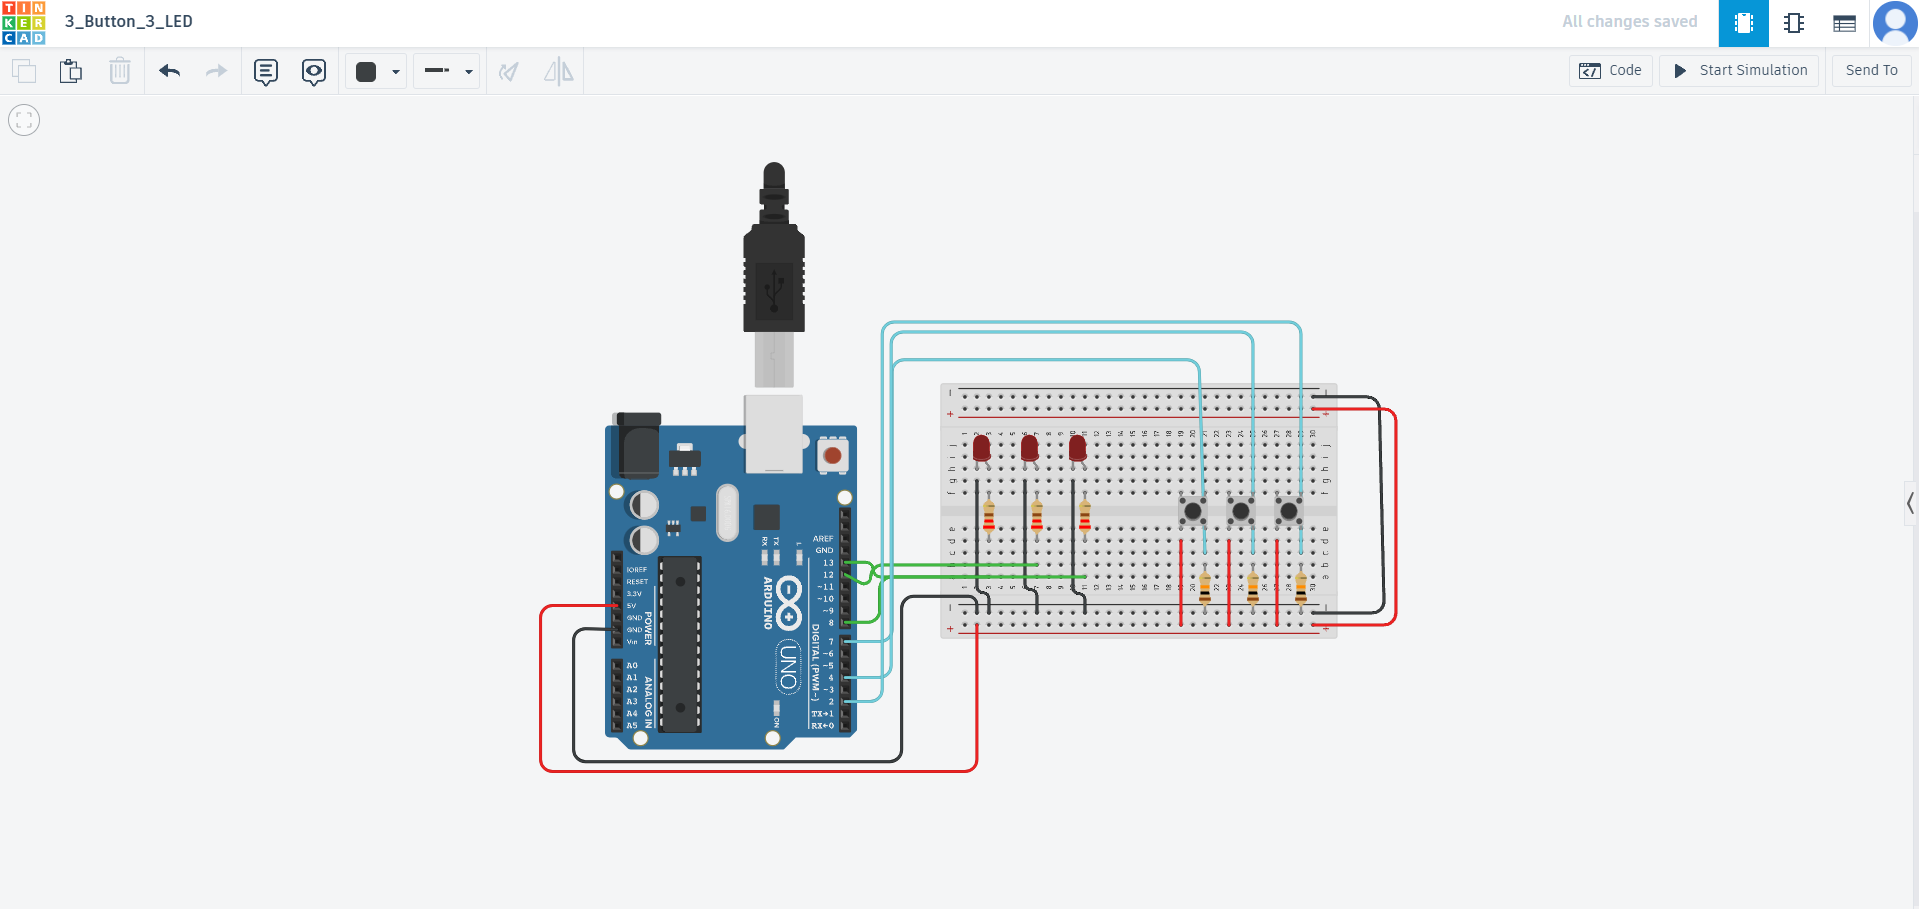 TIN
KER
CAD
3_Button_3_LED
All changes saved
Code
Start Simulation
Send To
AREF
GND
13
12
~11
~10
~9
8
7
~6
~5
4
~3
2
TX→1
RX←0
DIGITAL (PWM~)
IOREF
RESET
3.3V
5V
GND
GND
Vin
POWER
A0
A1
A2
A3
A4
A5
ANALOG IN
RX
TX
L
ARDUINO
UNO
ON